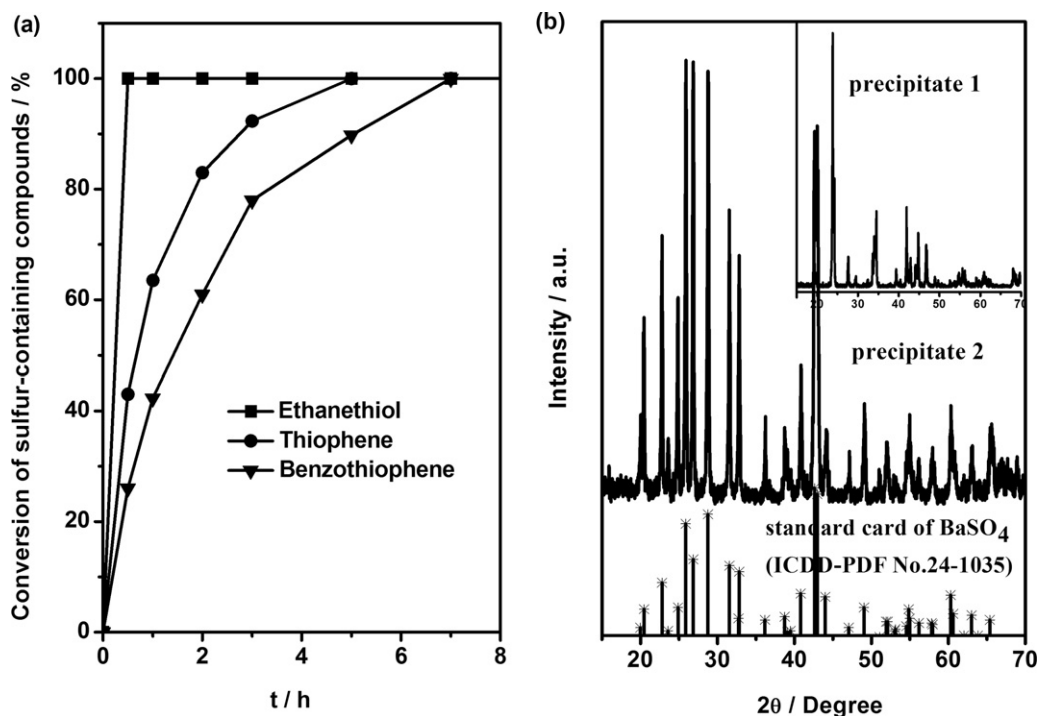 (a)
Conversion of sulfur-containing compounds / %
100
80
60
40
20
0
Ethanethiol
Thiophene
Benzothiophene
0 2 4 6 8
t / h
(b)
Intensity / a.u.
precipitate 1
20 30 40 50 60 70
precipitate 2
standard card of BaSO4
(ICDD-PDF No.24-1035)
20 30 40 50 60 70
2θ / Degree